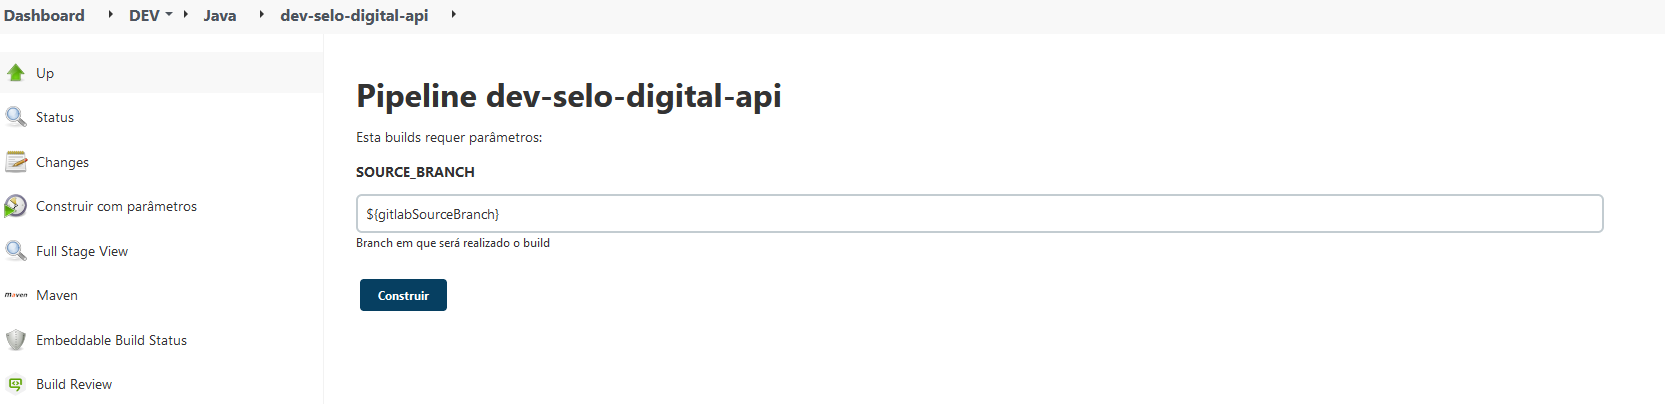 Dashboard DEV Java dev-selo-digital-api
Up
Status
Changes
Construir com parâmetros
Full Stage View
maven Maven
Embeddable Build Status
Build Review
Pipeline dev-selo-digital-api
Esta builds requer parâmetros:
SOURCE_BRANCH
${gitlabSourceBranch}
Branch em que será realizado o build
Construir